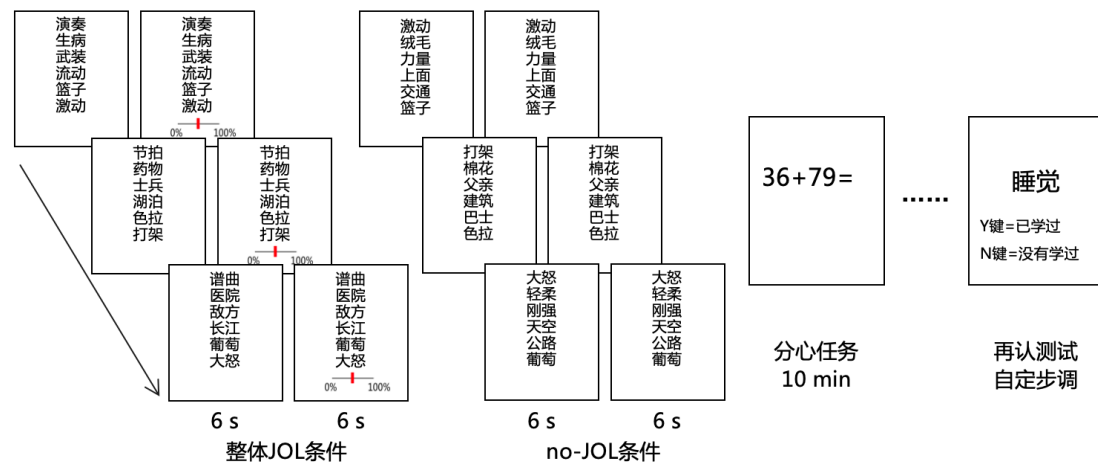 演奏
生病
武装
流动
篮子
激动
演奏
生病
武装
流动
篮子
激动
0% 100%
节拍
药物
士兵
湖泊
色拉
打架
节拍
药物
士兵
湖泊
色拉
打架
0% 100%
谱曲
医院
敌方
长江
葡萄
大怒
谱曲
医院
敌方
长江
葡萄
大怒
0% 100%
6 s 6 s
整体JOL条件
激动
绒毛
力量
上面
交通
篮子
激动
绒毛
力量
上面
交通
篮子
打架
棉花
父亲
建筑
巴士
色拉
打架
棉花
父亲
建筑
巴士
色拉
大怒
轻柔
刚强
天空
公路
葡萄
大怒
轻柔
刚强
天空
公路
葡萄
6 s 6 s
no-JOL条件
36+79=
分心任务
10 min
......
睡觉
Y键=已学过
N键=没有学过
再认测试
自定步调